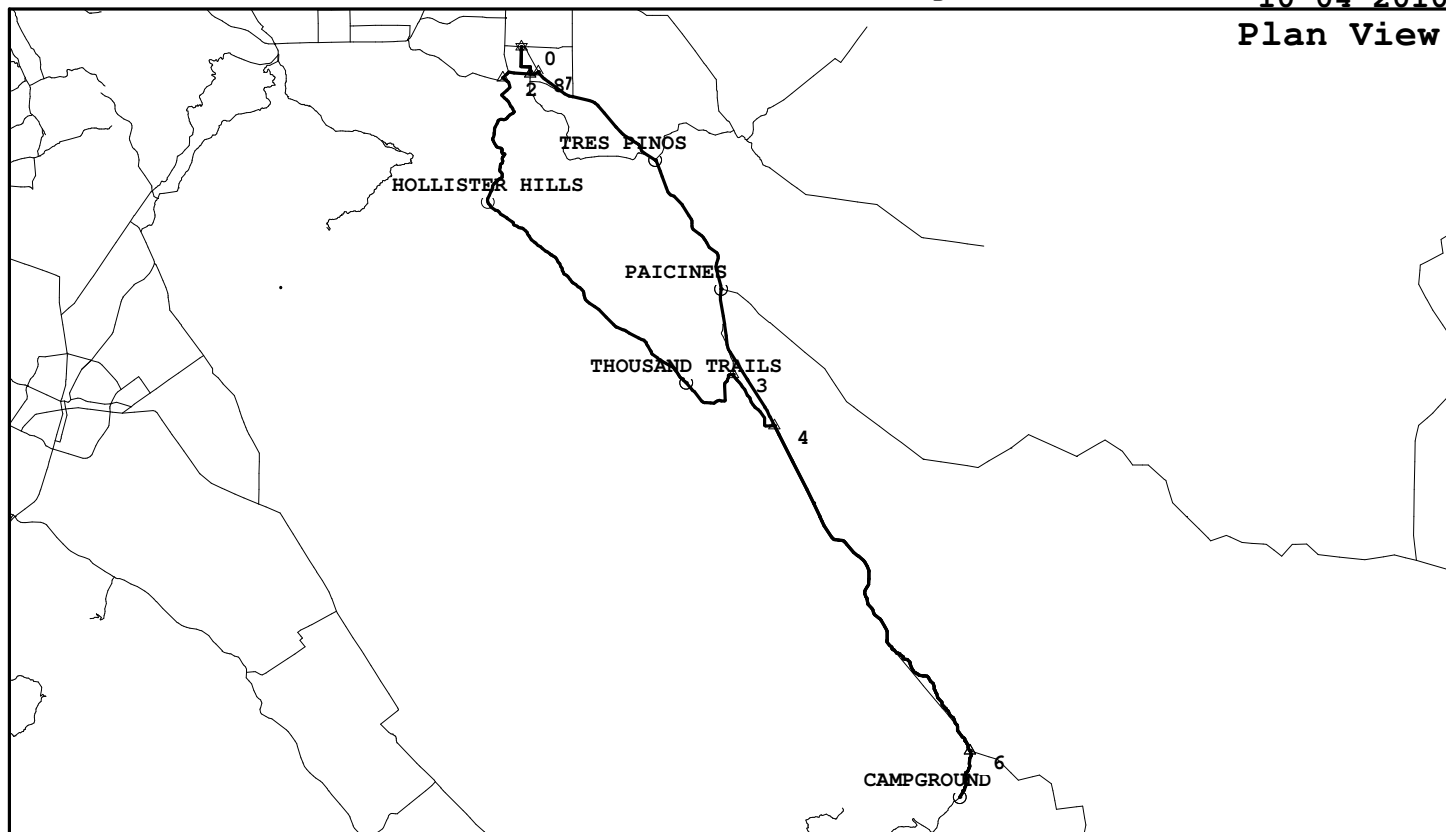 Plan View
0
2
8
7
TRES PINOS
HOLLISTER HILLS
PAICINES
THOUSAND TRAILS
3
4
6
CAMPGROUND